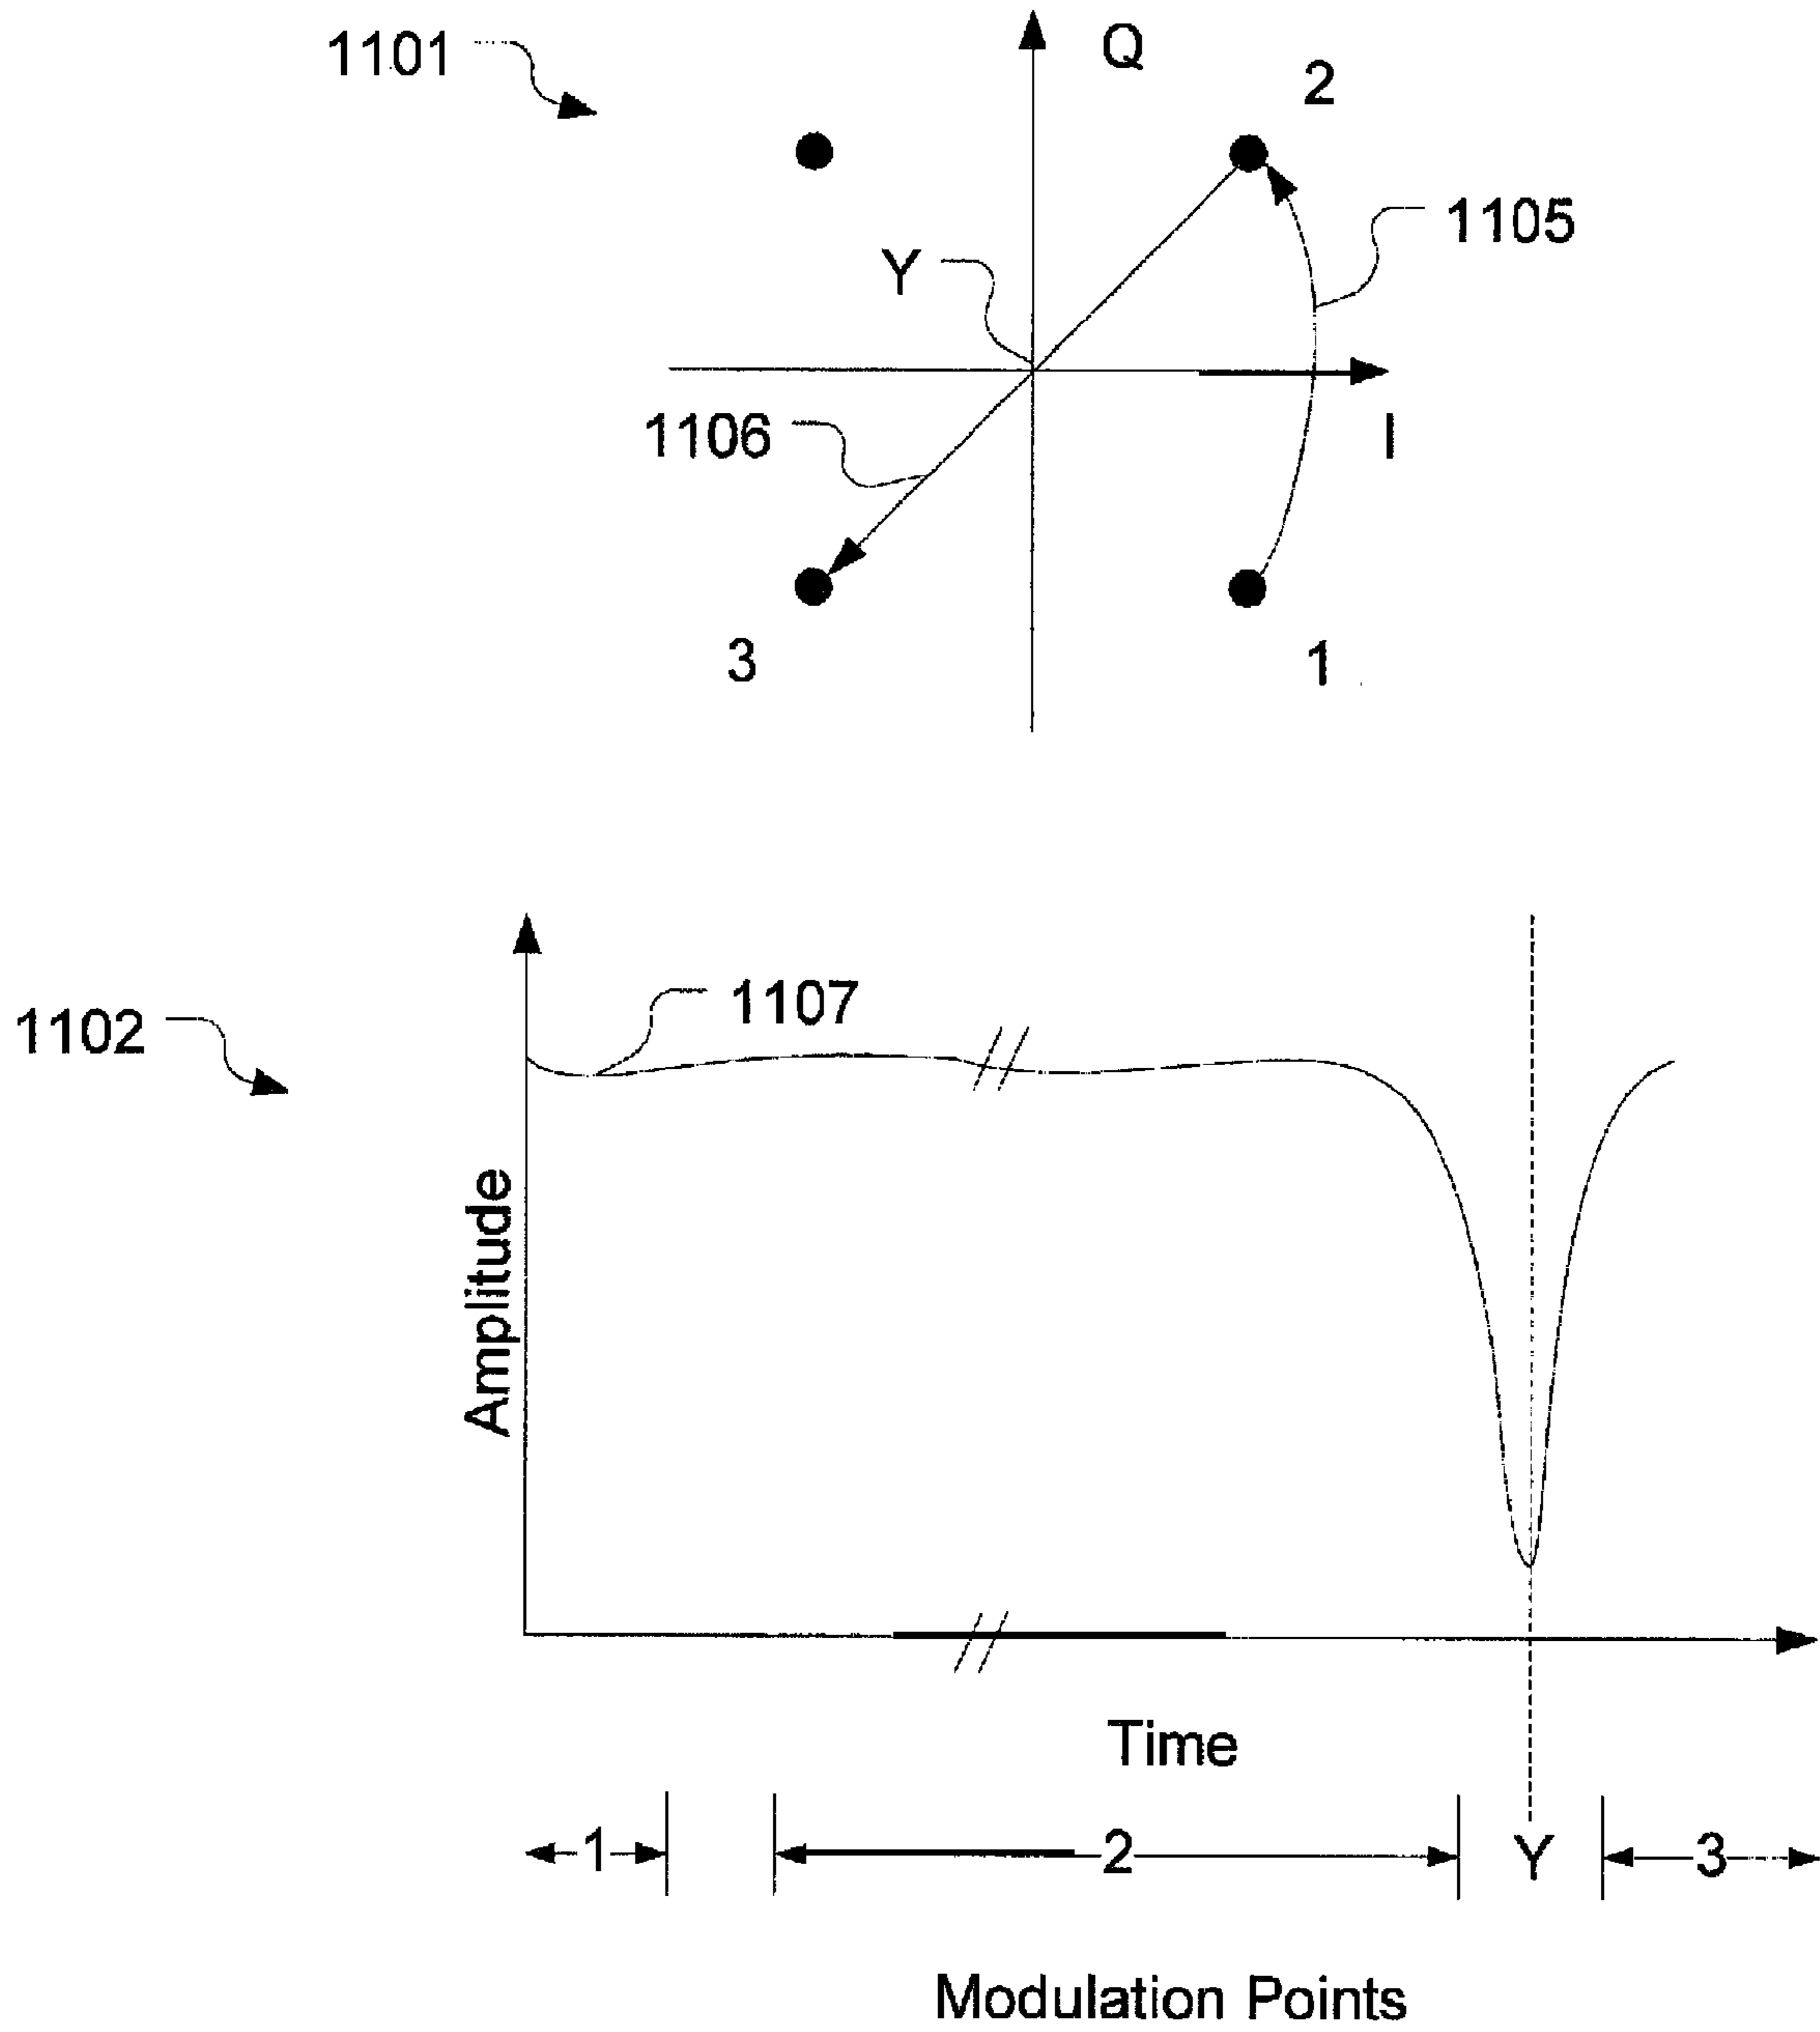 1101
Q
2
1105
Y
1106
I
3
1
1102
1107
Amplitude
Time
1
2
Y
3
Modulation Points